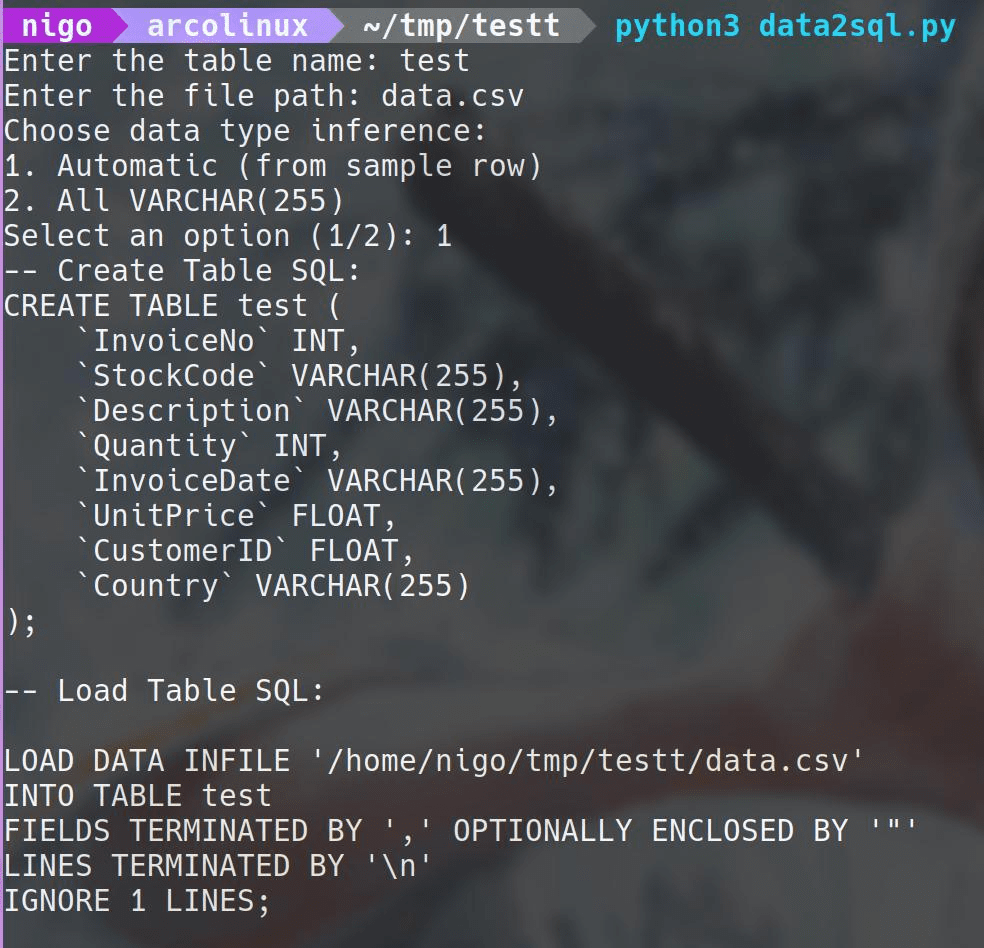 nigo arcolinux ~/tmp/testt python3 data2sql.py
Enter the table name: test
Enter the file path: data.csv
Choose data type inference:
1. Automatic (from sample row)
2. All VARCHAR(255)
Select an option (1/2): 1
-- Create Table SQL:
CREATE TABLE test (
    `InvoiceNo` INT,
    `StockCode` VARCHAR(255),
    `Description` VARCHAR(255),
    `Quantity` INT,
    `InvoiceDate` VARCHAR(255),
    `UnitPrice` FLOAT,
    `CustomerID` FLOAT,
    `Country` VARCHAR(255)
);
-- Load Table SQL:
LOAD DATA INFILE '/home/nigo/tmp/testt/data.csv'
INTO TABLE test
FIELDS TERMINATED BY ',' OPTIONALLY ENCLOSED BY '"'
LINES TERMINATED BY '\n'
IGNORE 1 LINES;